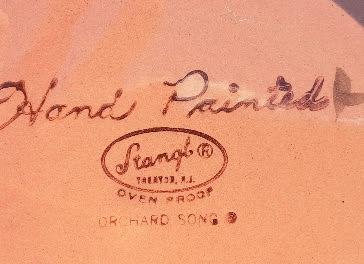 Hand Painted
Stangl®
TRENTON, N.J.
OVEN PROOF
ORCHARD SONG